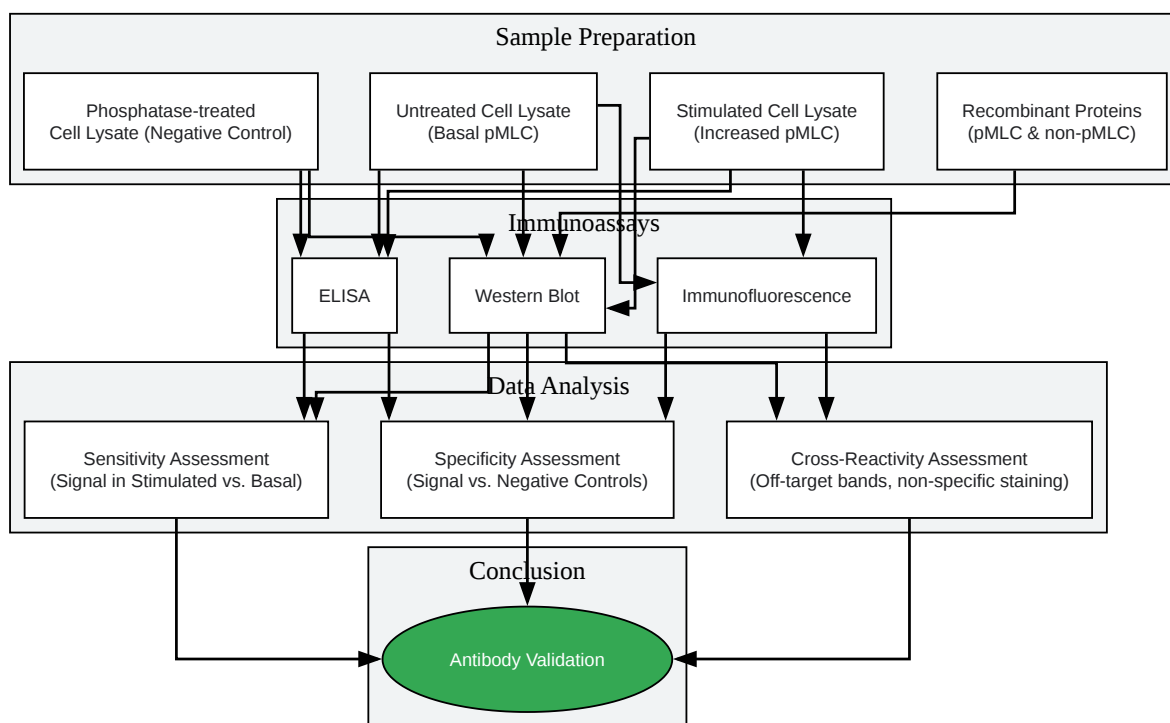 Sample Preparation
Phosphatase-treated
Cell Lysate (Negative Control)
Untreated Cell Lysate
(Basal pMLC)
Stimulated Cell Lysate
(Increased pMLC)
Recombinant Proteins
(pMLC & non-pMLC)
Immunoassays
ELISA
Western Blot
Immunofluorescence
Data Analysis
Sensitivity Assessment
(Signal in Stimulated vs. Basal)
Specificity Assessment
(Signal vs. Negative Controls)
Cross-Reactivity Assessment
(Off-target bands, non-specific staining)
Conclusion
Antibody Validation